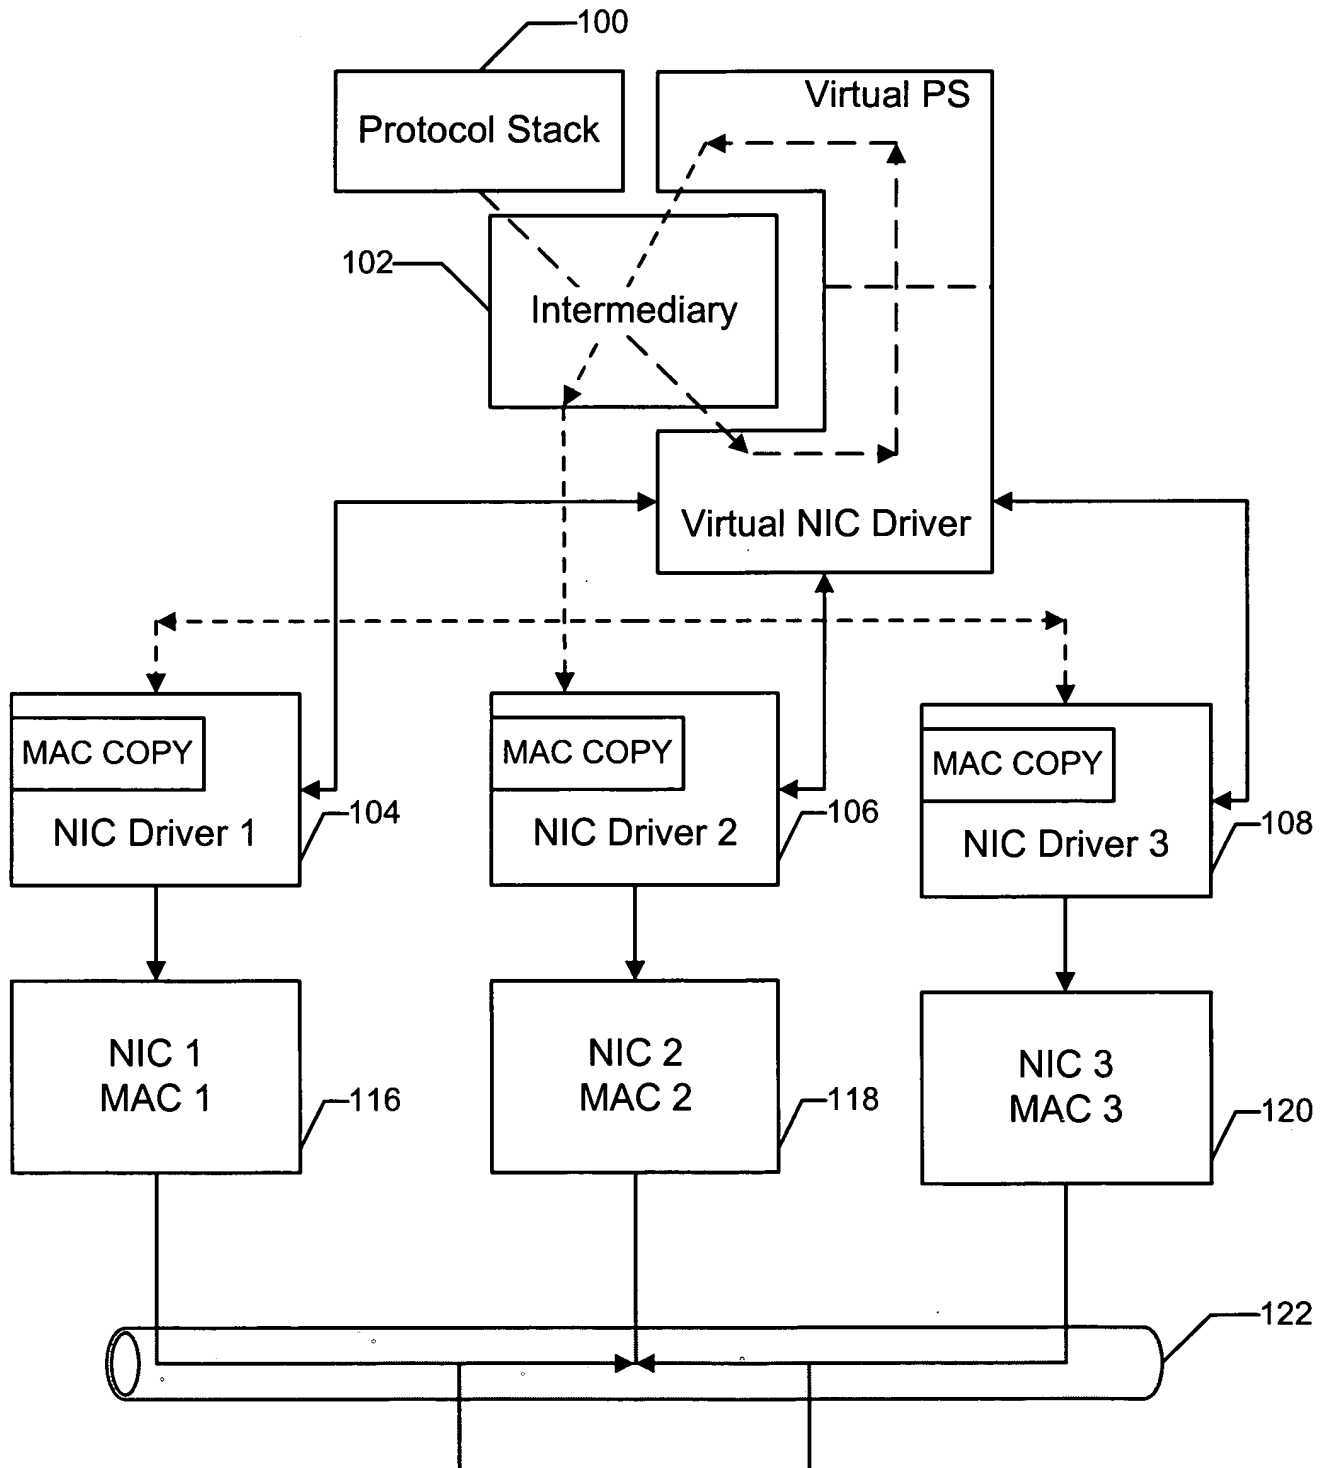 100
Protocol Stack
Virtual PS
102
Intermediary
Virtual NIC Driver
MAC COPY
NIC Driver 1
104
MAC COPY
NIC Driver 2
106
MAC COPY
NIC Driver 3
108
NIC 1
MAC 1
116
NIC 2
MAC 2
118
NIC 3
MAC 3
120
122